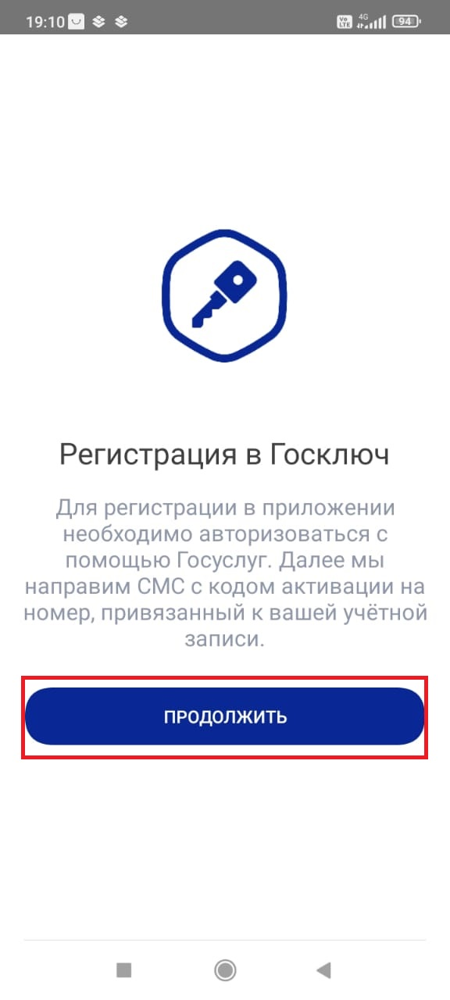 19:10
Vo LTE 4G 94
Регистрация в Госключ
Для регистрации в приложении
необходимо авторизоваться с
помощью Госуслуг. Далее мы
направим СМС с кодом активации на
номер, привязанный к вашей учётной
записи.
ПРОДОЛЖИТЬ